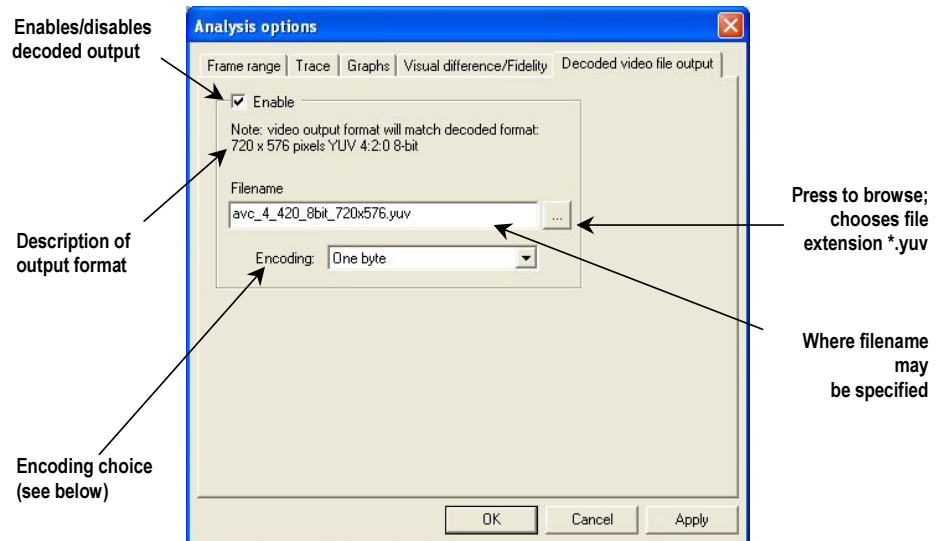 Enables/disables
decoded output
Analysis options
Frame range
Trace
Graphs
Visual difference/Fidelity
Decoded video file output
Enable
Note: video output format will match decoded format:
720 x 576 pixels YUV 4:2:0 8-bit
Filename
avc_4_420_8bit_720x576.yuv
...
Press to browse;
chooses file
extension *.yuv
Description of
output format
Encoding:
One byte
Where filename
may
be specified
Encoding choice
(see below)
OK
Cancel
Apply